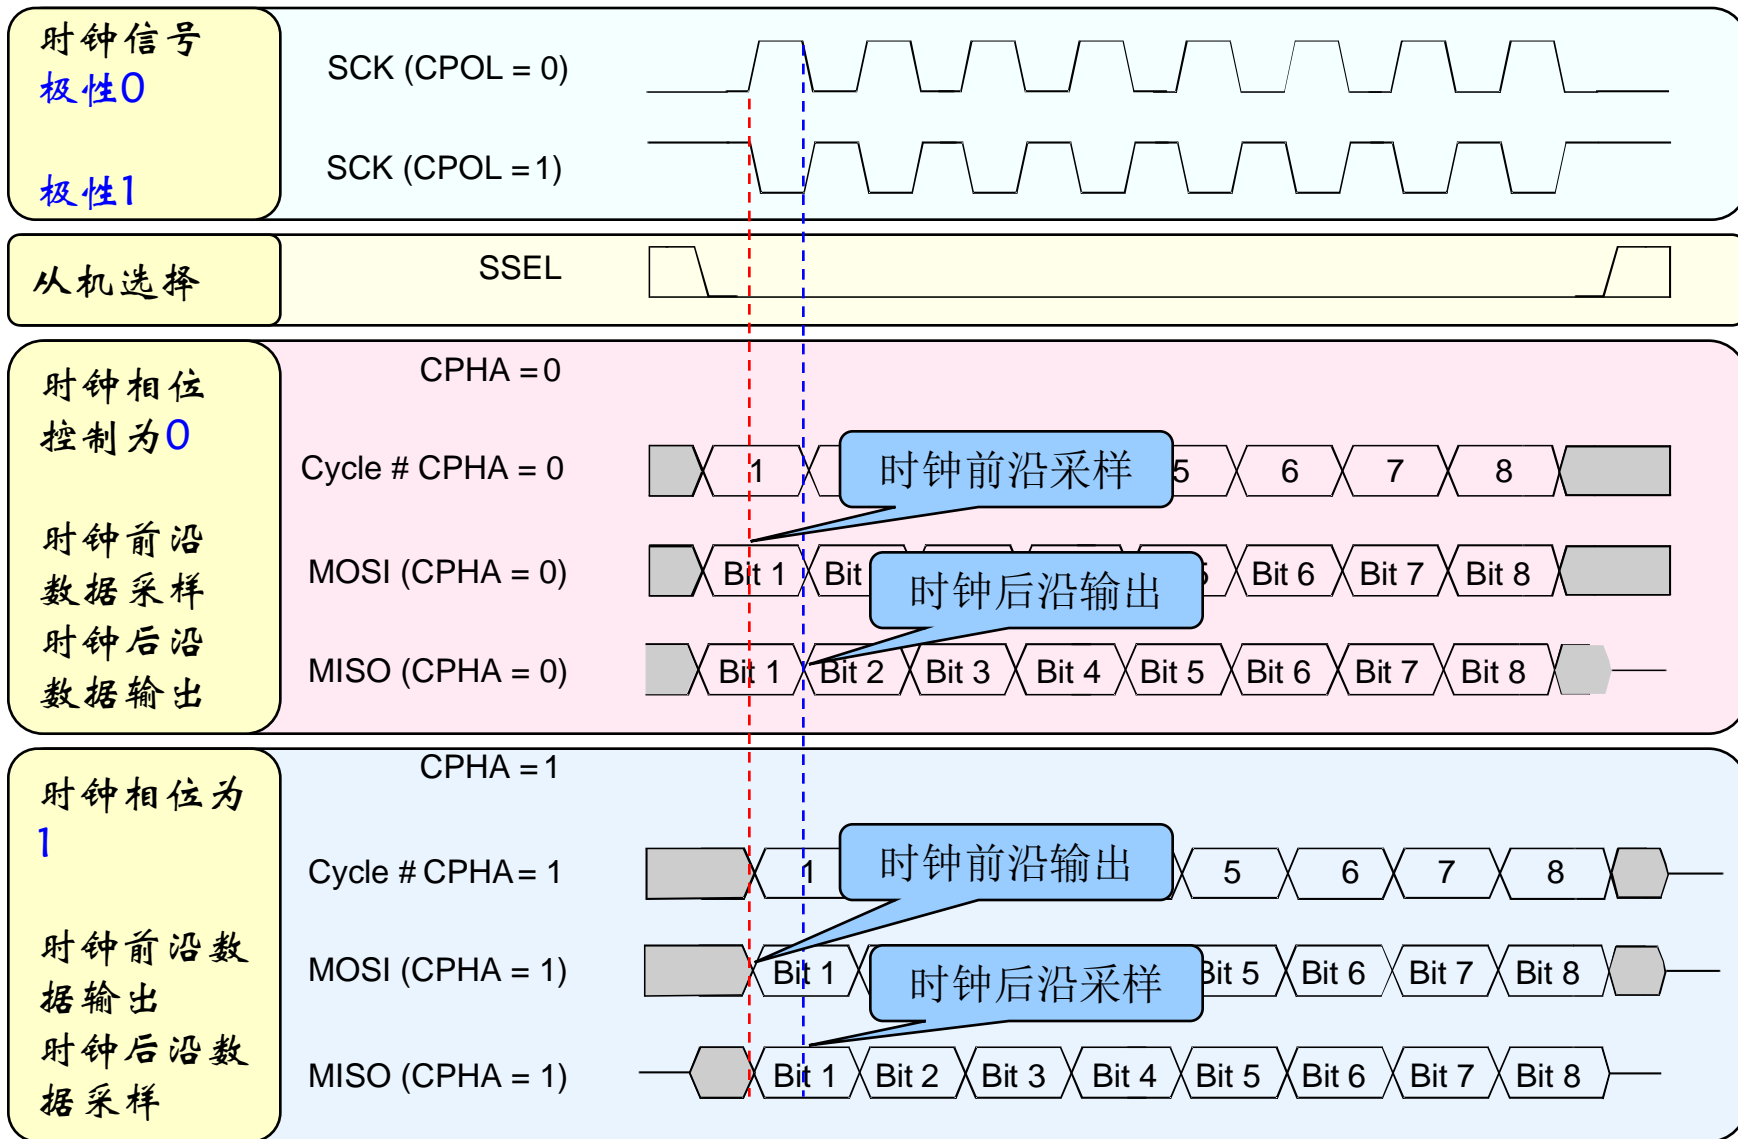 时钟信号
极性0
极性1
SCK (CPOL = 0)
SCK (CPOL = 1)
从机选择
SSEL
时钟相位
控制为0
时钟前沿
数据采样
时钟后沿
数据输出
CPHA = 0
Cycle # CPHA = 0
1
时钟前沿采样
5
6
7
8
MOSI (CPHA = 0)
Bit 1
Bit
时钟后沿输出
Bit 6
Bit 7
Bit 8
MISO (CPHA = 0)
Bit 1
Bit 2
Bit 3
Bit 4
Bit 5
Bit 6
Bit 7
Bit 8
时钟相位为
1
时钟前沿数
据输出
时钟后沿数
据采样
CPHA = 1
Cycle # CPHA = 1
1
时钟前沿输出
5
6
7
8
MOSI (CPHA = 1)
Bit 1
时钟后沿采样
Bit 5
Bit 6
Bit 7
Bit 8
MISO (CPHA = 1)
Bit 1
Bit 2
Bit 3
Bit 4
Bit 5
Bit 6
Bit 7
Bit 8